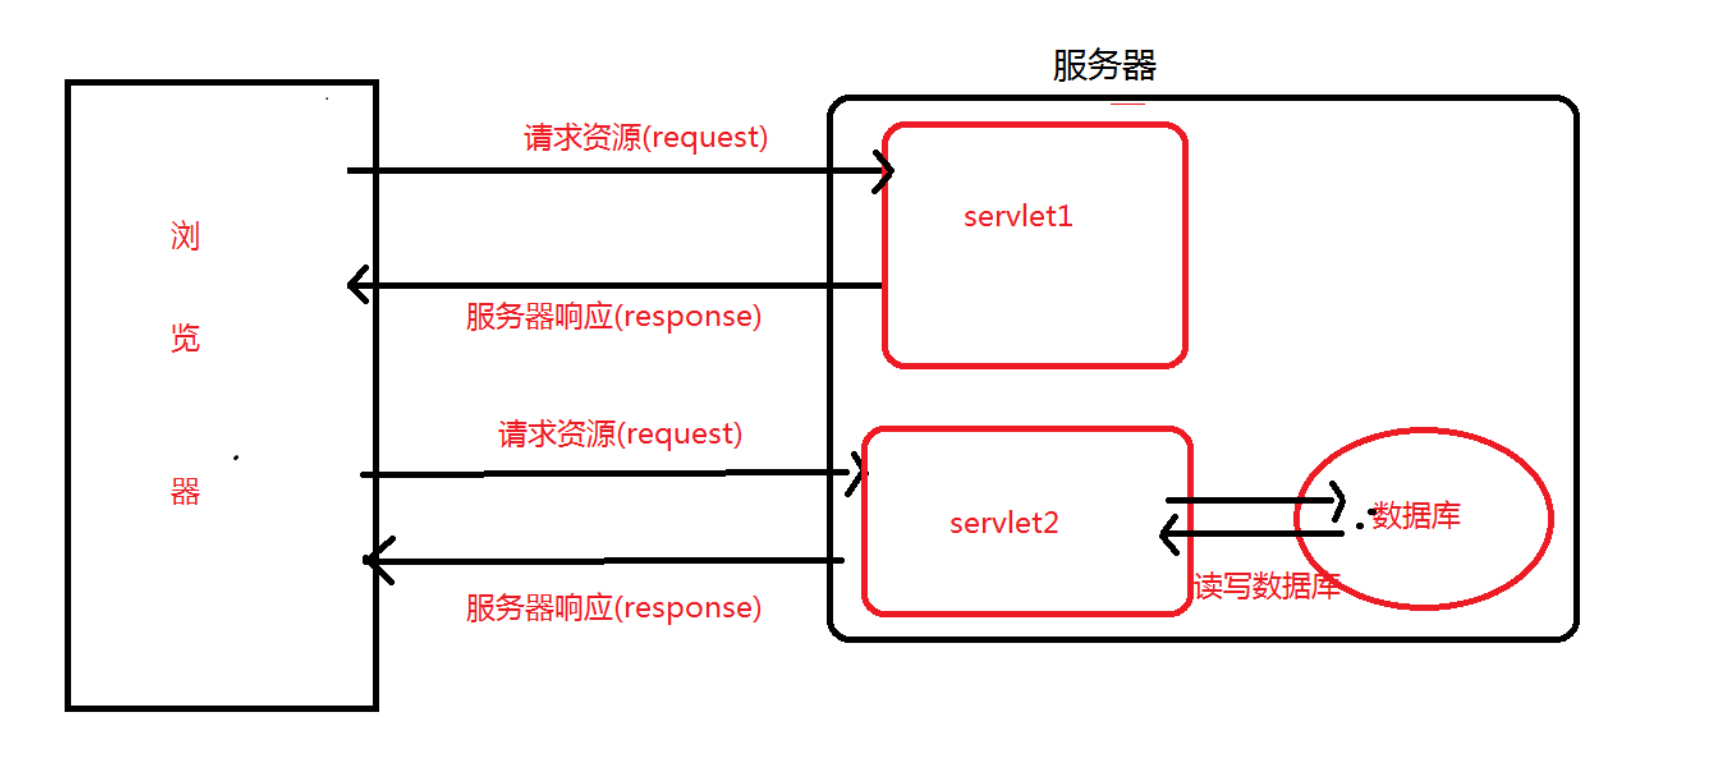 服务器
请求资源(request)
servlet1
浏
览
器
服务器响应(response)
请求资源(request)
servlet2
数据库
读写数据库
服务器响应(response)